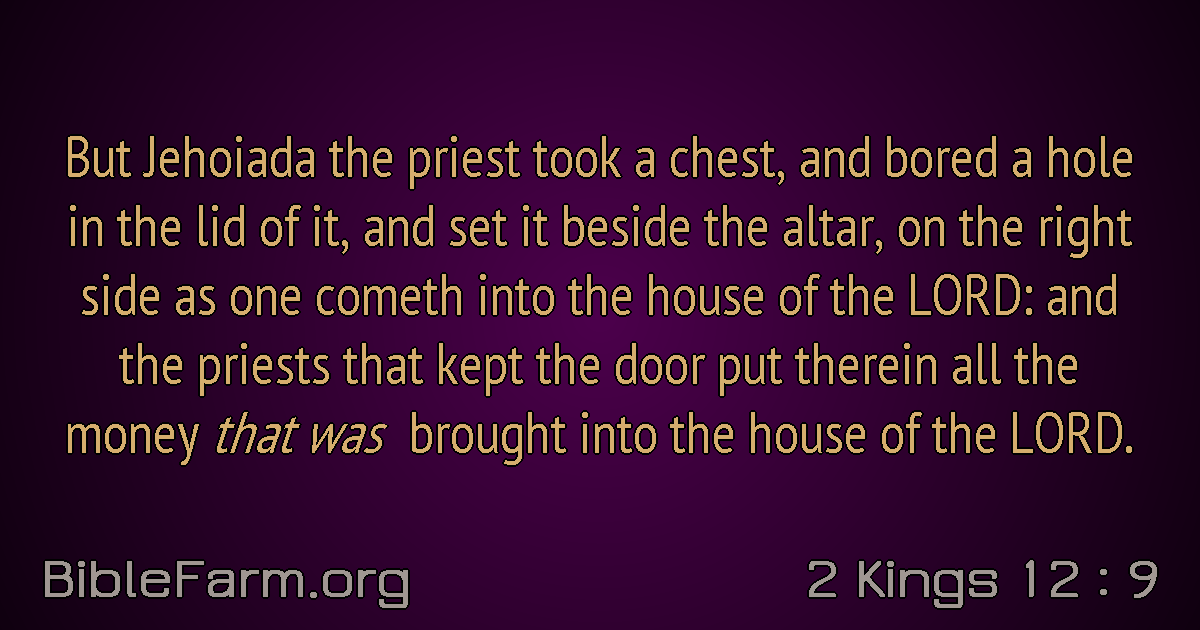 But Jehoiada the priest took a chest, and bored a hole
in the lid of it, and set it beside the altar, on the right
side as one cometh into the house of the LORD: and
the priests that kept the door put therein all the
money that was brought into the house of the LORD.
BibleFarm.org
2 Kings 12 : 9